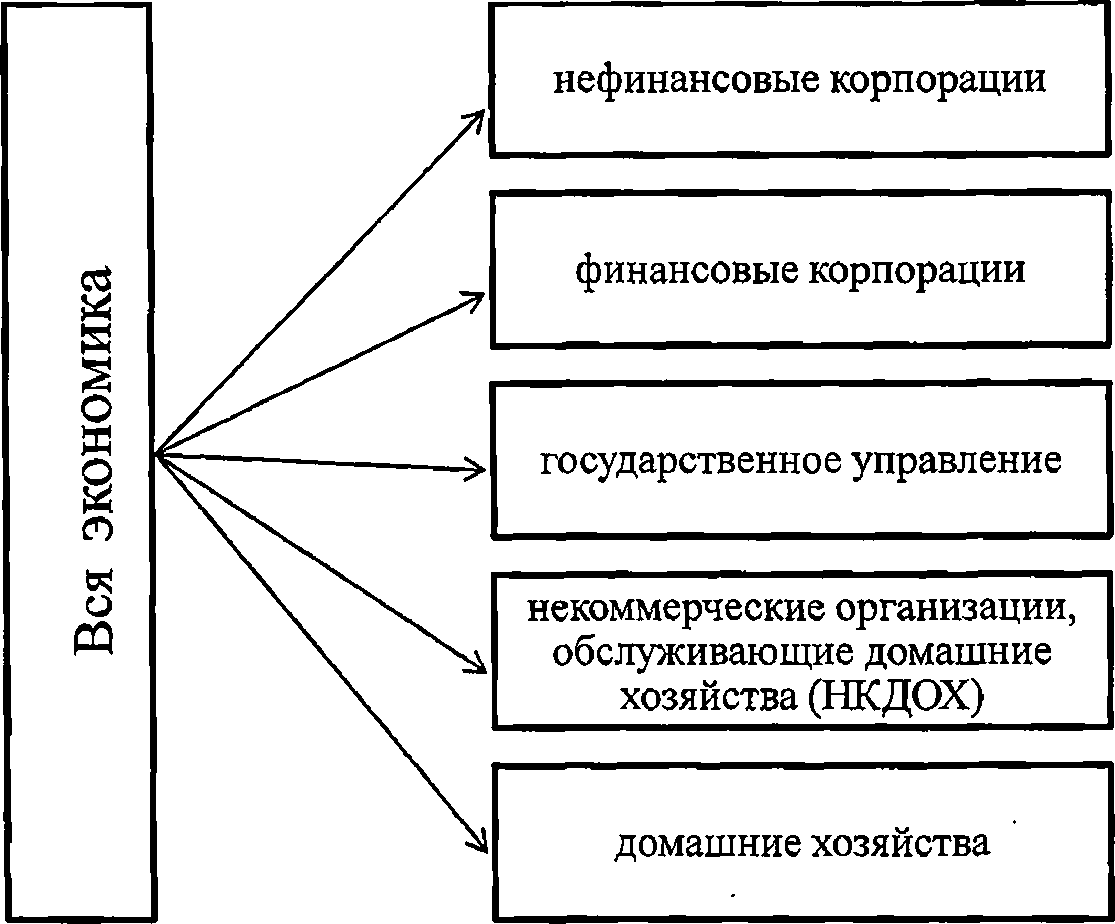 Вся экономика
нефинансовые корпорации
финансовые корпорации
государственное управление
некоммерческие организации,
обслуживающие домашние
хозяйства (НКДОХ)
домашние хозяйства